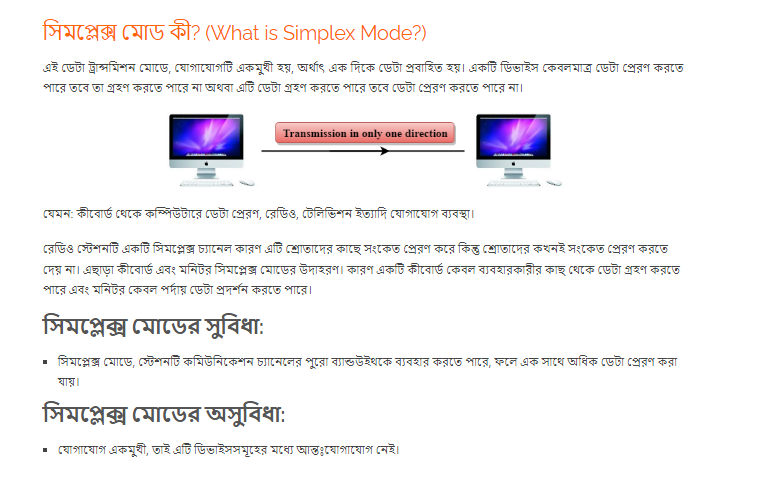 সিমপ্লেক্স মোড কী? (What is Simplex Mode?)
এই ডেটা ট্রান্সমিশন মোডে, যোগাযোগটি একমুখী হয়, অর্থাৎ এক দিকে ডেটা প্রবাহিত হয়। একটি ডিভাইস কেবলমাত্র ডেটা প্রেরণ করতে
পারে তবে তা গ্রহণ করতে পারে না অথবা এটি ডেটা গ্রহণ করতে পারে তবে ডেটা প্রেরণ করতে পারে না।
Transmission in only one direction
যেমন: কীবোর্ড থেকে কম্পিউটারে ডেটা প্রেরণ, রেডিও, টেলিভিশন ইত্যাদি যোগাযোগ ব্যবস্থা।
রেডিও স্টেশনটি একটি সিমপ্লেক্স চ্যানেল কারণ এটি শ্রোতাদের কাছে সংকেত প্রেরণ করে কিন্তু শ্রোতাদের কখনই সংকেত প্রেরণ করতে
দেয় না। এছাড়া কীবোর্ড এবং মনিটর সিমপ্লেক্স মোডের উদাহরণ। কারণ একটি কীবোর্ড কেবল ব্যবহারকারীর কাছ থেকে ডেটা গ্রহণ করতে
পারে এবং মনিটর কেবল পর্দায় ডেটা প্রদর্শন করতে পারে।
সিমপ্লেক্স মোডের সুবিধা:
▪ সিমপ্লেক্স মোডে, স্টেশনটি কমিউনিকেশন চ্যানেলের পুরো ব্যান্ডউইথকে ব্যবহার করতে পারে, ফলে এক সাথে অধিক ডেটা প্রেরণ করা
যায়।
সিমপ্লেক্স মোডের অসুবিধা:
▪ যোগাযোগ একমুখী, তাই এটি ডিভাইসসমূহের মধ্যে আন্তঃযোগাযোগ নেই।